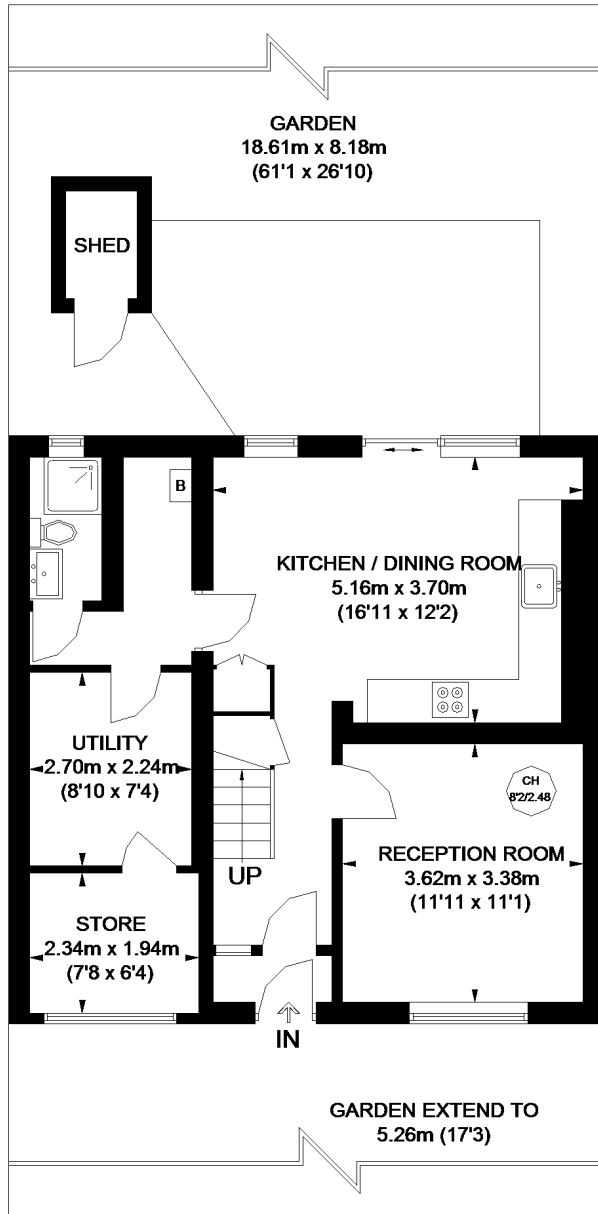 GARDEN
18.61m x 8.18m
(61'1 x 26'10)
SHED
B
KITCHEN / DINING ROOM
5.16m x 3.70m
(16'11 x 12'2)
UTILITY
2.70m x 2.24m
(8'10 x 7'4)
CH
8'2/2.48
RECEPTION ROOM
3.62m x 3.38m
(11'11 x 11'1)
UP
STORE
2.34m x 1.94m
(7'8 x 6'4)
IN
GARDEN EXTEND TO
5.26m (17'3)